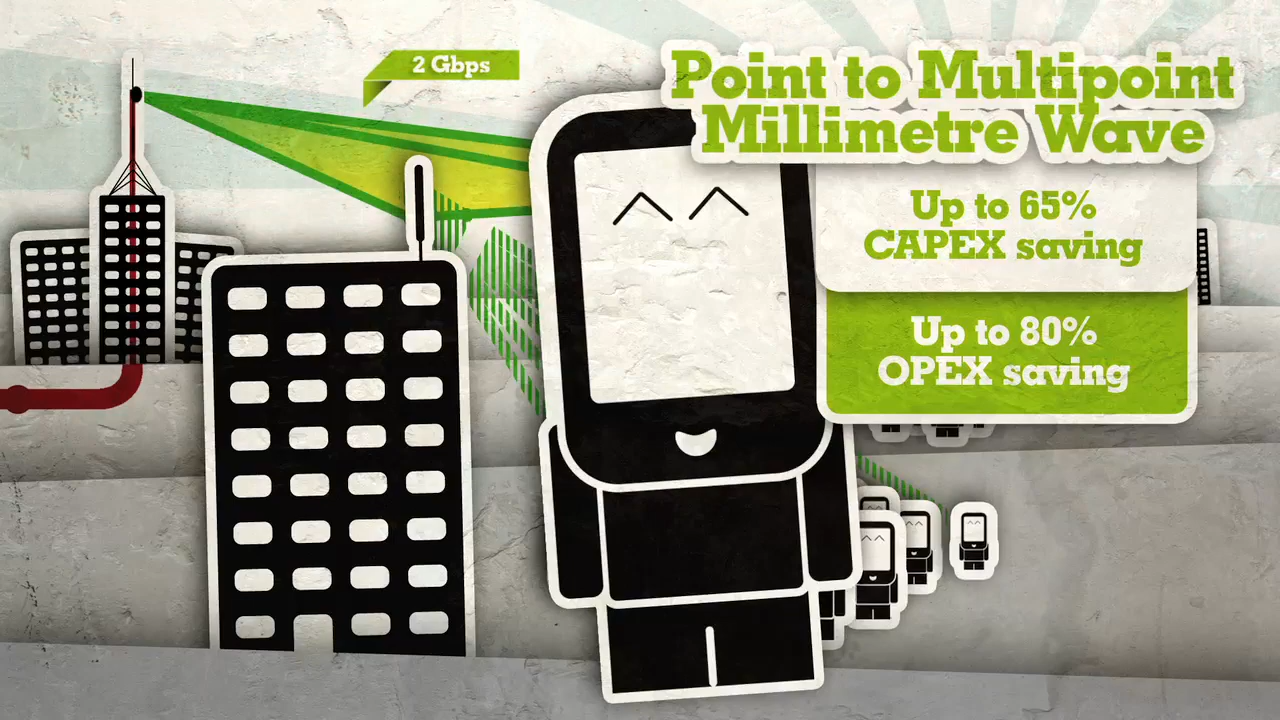 2 Gbps
Point to Multipoint
Millimetre Wave
Up to 65%
CAPEX saving
Up to 80%
OPEX saving